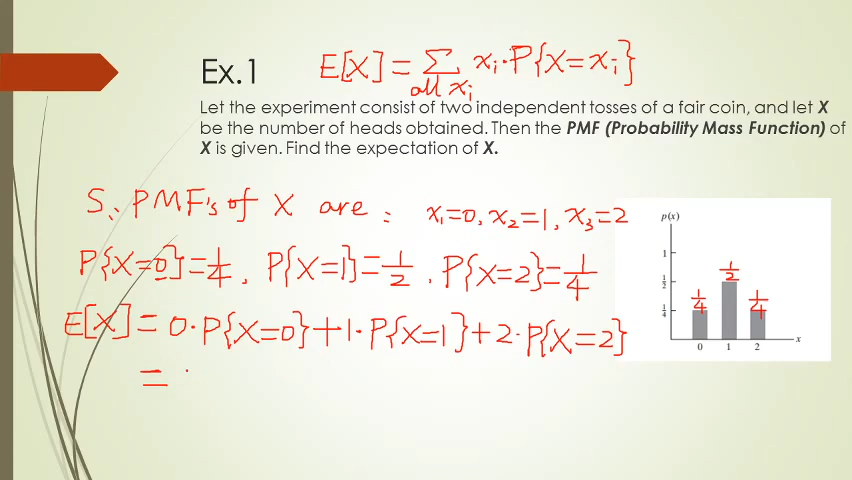 Ex.1
E[X] = ∑ xᵢ·P{X=xᵢ}
all xᵢ
Let the experiment consist of two independent tosses of a fair coin, and let X
be the number of heads obtained. Then the PMF (Probability Mass Function) of
X is given. Find the expectation of X.
S: PMF's of X are: x₁=0, x₂=1, x₃=2
P{X=0}=1/4, P{X=1}=1/2, P{X=2}=1/4
E[X]= 0·P{X=0}+1·P{X=1}+2·P{X=2}
=
p(x)
1
1/2
1/4
1/4
1/2
1/4
0 1 2 x